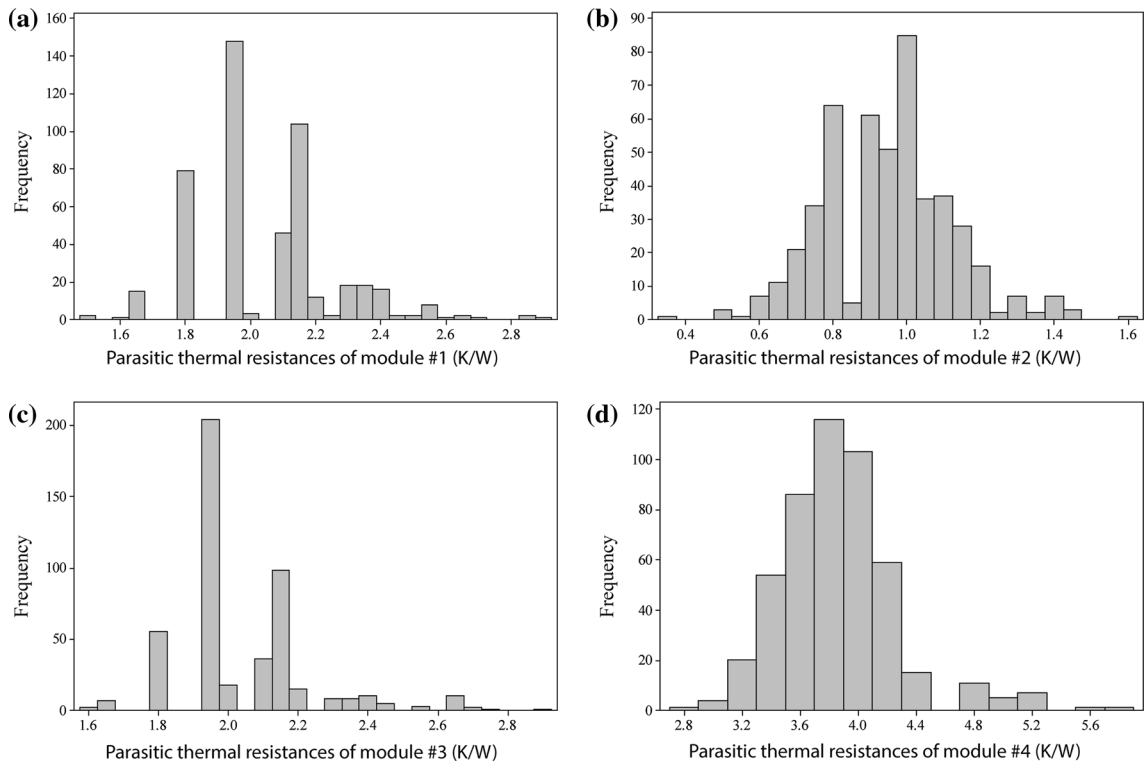 (a)
160
140
120
100
80
60
40
20
0
Frequency
1.6 1.8 2.0 2.2 2.4 2.6 2.8
Parasitic thermal resistances of module #1 (K/W)
(b)
90
80
70
60
50
40
30
20
10
0
Frequency
0.4 0.6 0.8 1.0 1.2 1.4 1.6
Parasitic thermal resistances of module #2 (K/W)
(c)
200
150
100
50
0
Frequency
1.6 1.8 2.0 2.2 2.4 2.6 2.8
Parasitic thermal resistances of module #3 (K/W)
(d)
120
100
80
60
40
20
0
Frequency
2.8 3.2 3.6 4.0 4.4 4.8 5.2 5.6
Parasitic thermal resistances of module #4 (K/W)